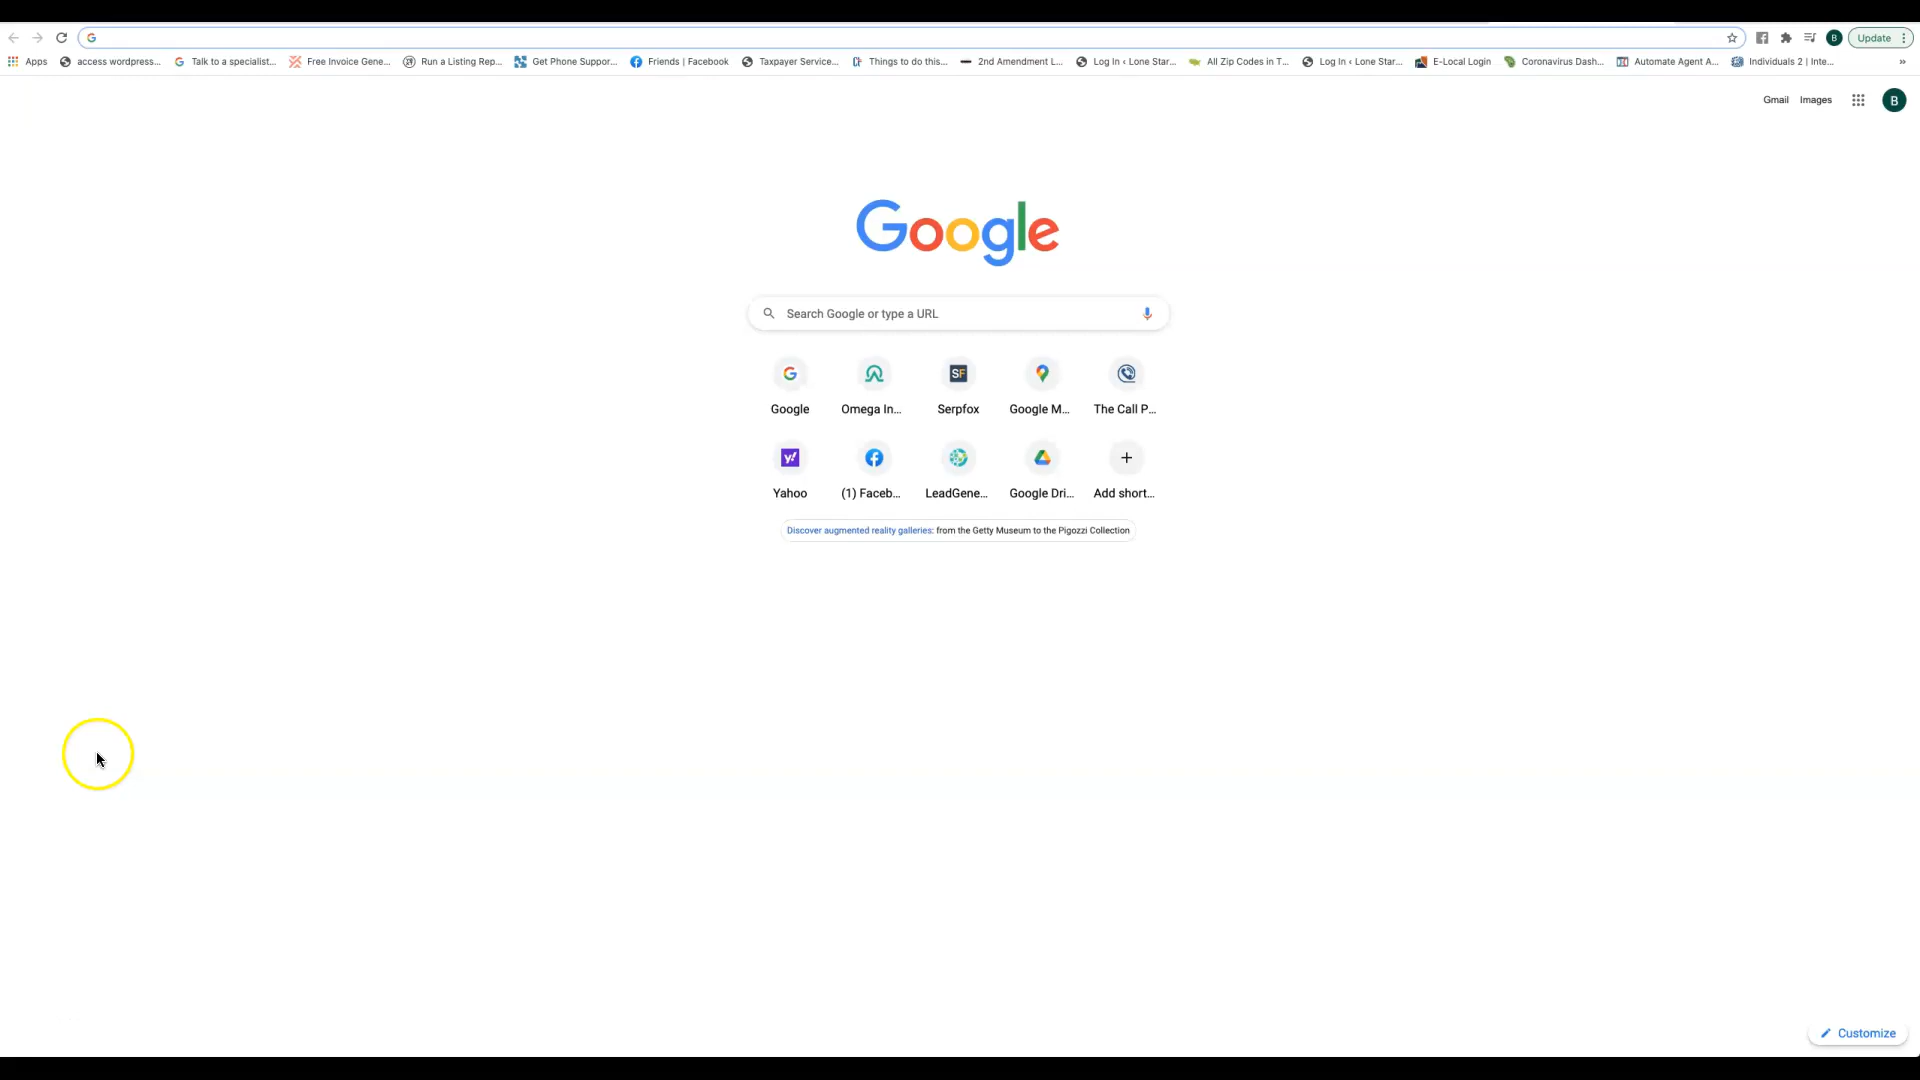 Update
Apps access wordpress... Talk to a specialist... Free Invoice Gene... Run a Listing Rep... Get Phone Suppor... Friends | Facebook Taxpayer Service... Things to do this... 2nd Amendment L... Log In ‹ Lone Star... All Zip Codes in T... Log In ‹ Lone Star... E-Local Login Coronavirus Dash... Automate Agent A... Individuals 2 | Inte... »
Gmail Images B
Google
Search Google or type a URL
SF
Google Omega In... Serpfox Google M... The Call P...
y!
Yahoo (1) Faceb... LeadGene... Google Dri... Add short...
Discover augmented reality galleries: from the Getty Museum to the Pigozzi Collection
Customize